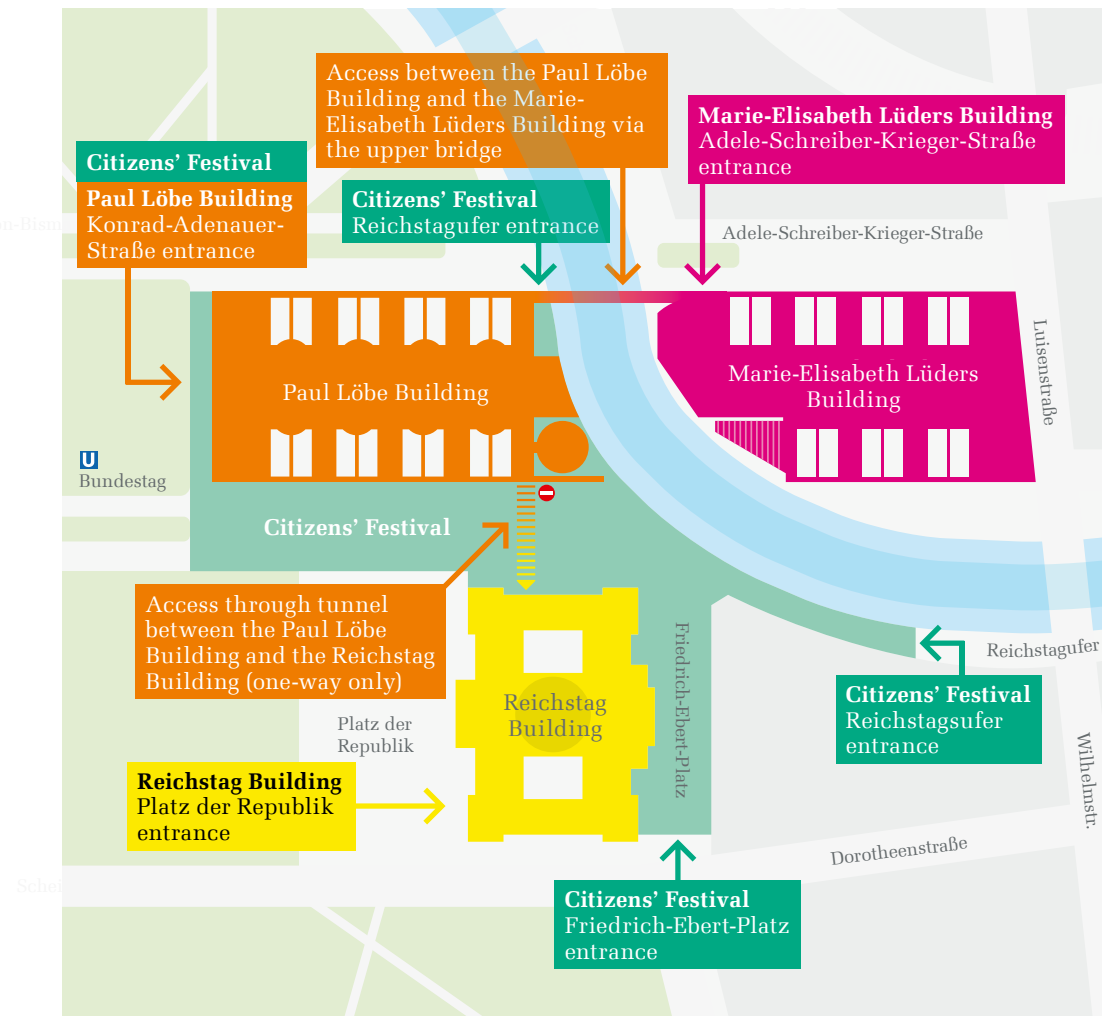 Access between the Paul Löbe
Building and the Marie-
Elisabeth Lüders Building via
the upper bridge
Marie-Elisabeth Lüders Building
Adele-Schreiber-Krieger-Straße
entrance
Citizens’ Festival
Paul Löbe Building
Konrad-Adenauer-
Straße entrance
Citizens’ Festival
Reichstagufer entrance
Adele-Schreiber-Krieger-Straße
Luisenstraße
Paul Löbe Building
Marie-Elisabeth Lüders
Building
U
Bundestag
Citizens’ Festival
Access through tunnel
between the Paul Löbe
Building and the Reichstag
Building (one-way only)
Friedrich-Ebert-Platz
Reichstagufer
Citizens’ Festival
Reichstagsufer
entrance
Reichstag
Building
Platz der
Republik
Wilhelmstr.
Reichstag Building
Platz der Republik
entrance
Dorotheenstraße
Citizens’ Festival
Friedrich-Ebert-Platz
entrance